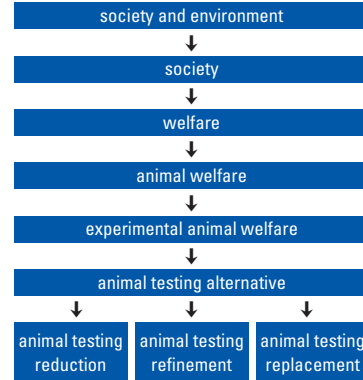 society and environment
society
welfare
animal welfare
experimental animal welfare
animal testing alternative
animal testing
reduction
animal testing
refinement
animal testing
replacement